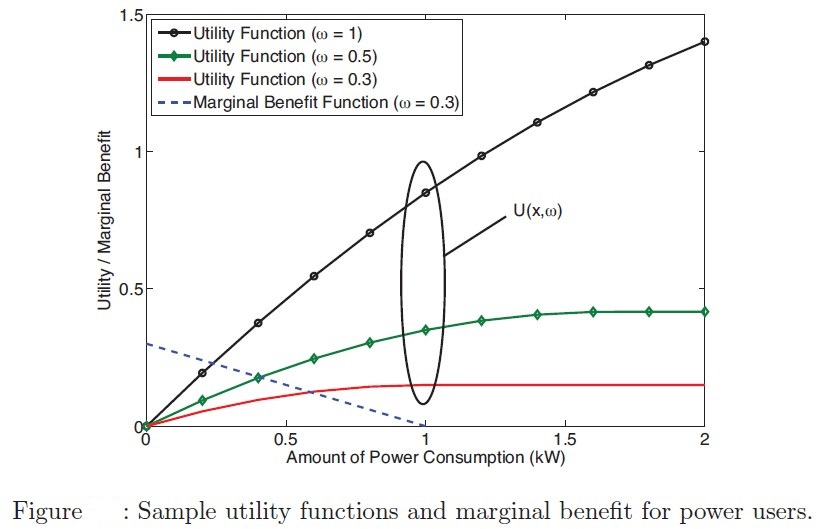 1.5
Utility Function (ω = 1)
Utility Function (ω = 0.5)
Utility Function (ω = 0.3)
Marginal Benefit Function (ω = 0.3)
1
U(x,ω)
Utility / Marginal Benefit
0.5
0
0 0.5 1 1.5 2
Amount of Power Consumption (kW)
Figure : Sample utility functions and marginal benefit for power users.